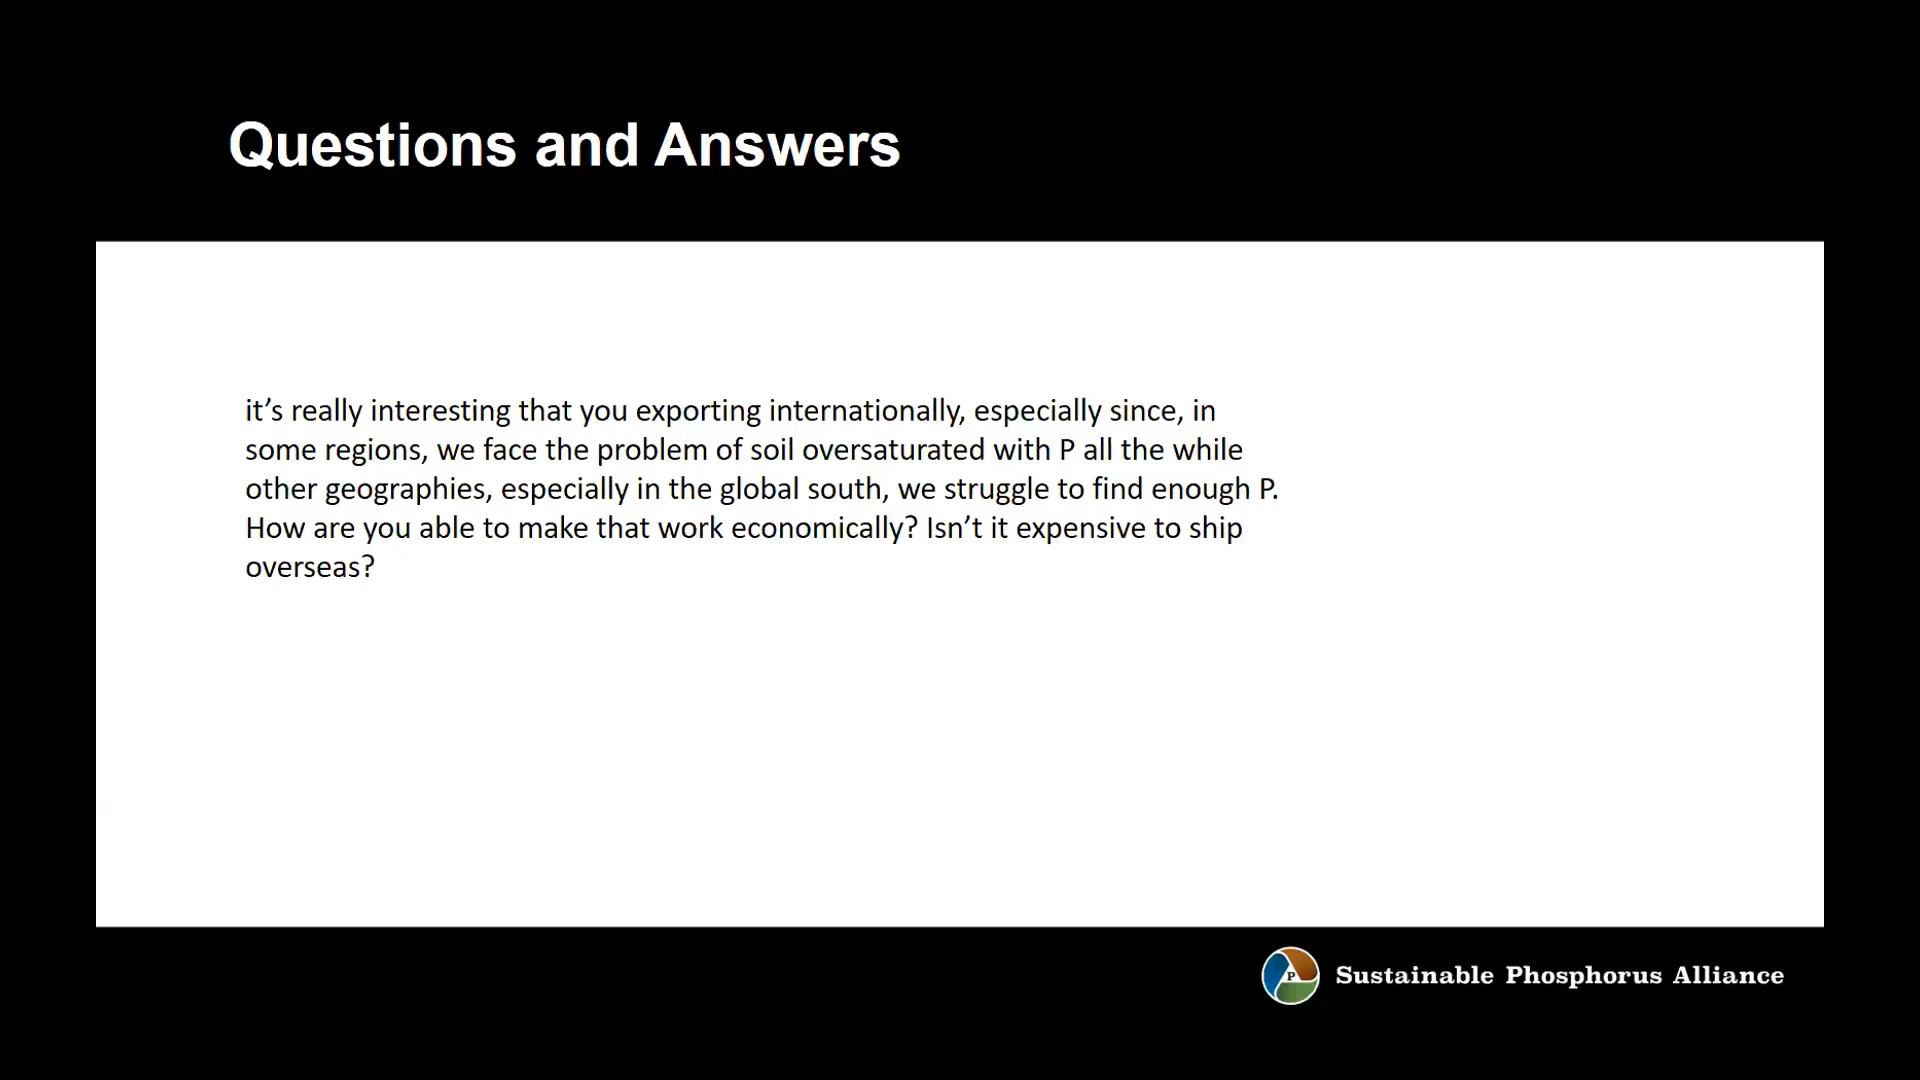 Questions and Answers
it’s really interesting that you exporting internationally, especially since, in
some regions, we face the problem of soil oversaturated with P all the while
other geographies, especially in the global south, we struggle to find enough P.
How are you able to make that work economically? Isn’t it expensive to ship
overseas?
P
Sustainable Phosphorus Alliance